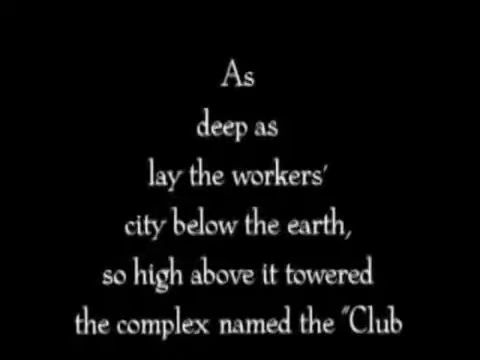 As
deep as
lay the workers'
city below the earth,
so high above it towered
the complex named the "Club